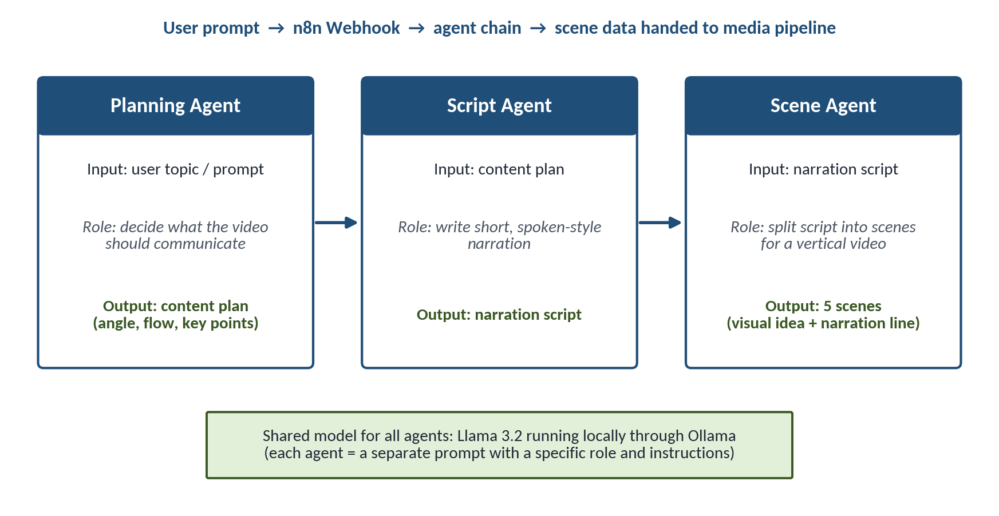 User prompt → n8n Webhook → agent chain → scene data handed to media pipeline
Planning Agent
Input: user topic / prompt
Role: decide what the video
should communicate
Output: content plan
(angle, flow, key points)
Script Agent
Input: content plan
Role: write short, spoken-style
narration
Output: narration script
Scene Agent
Input: narration script
Role: split script into scenes
for a vertical video
Output: 5 scenes
(visual idea + narration line)
Shared model for all agents: Llama 3.2 running locally through Ollama
(each agent = a separate prompt with a specific role and instructions)